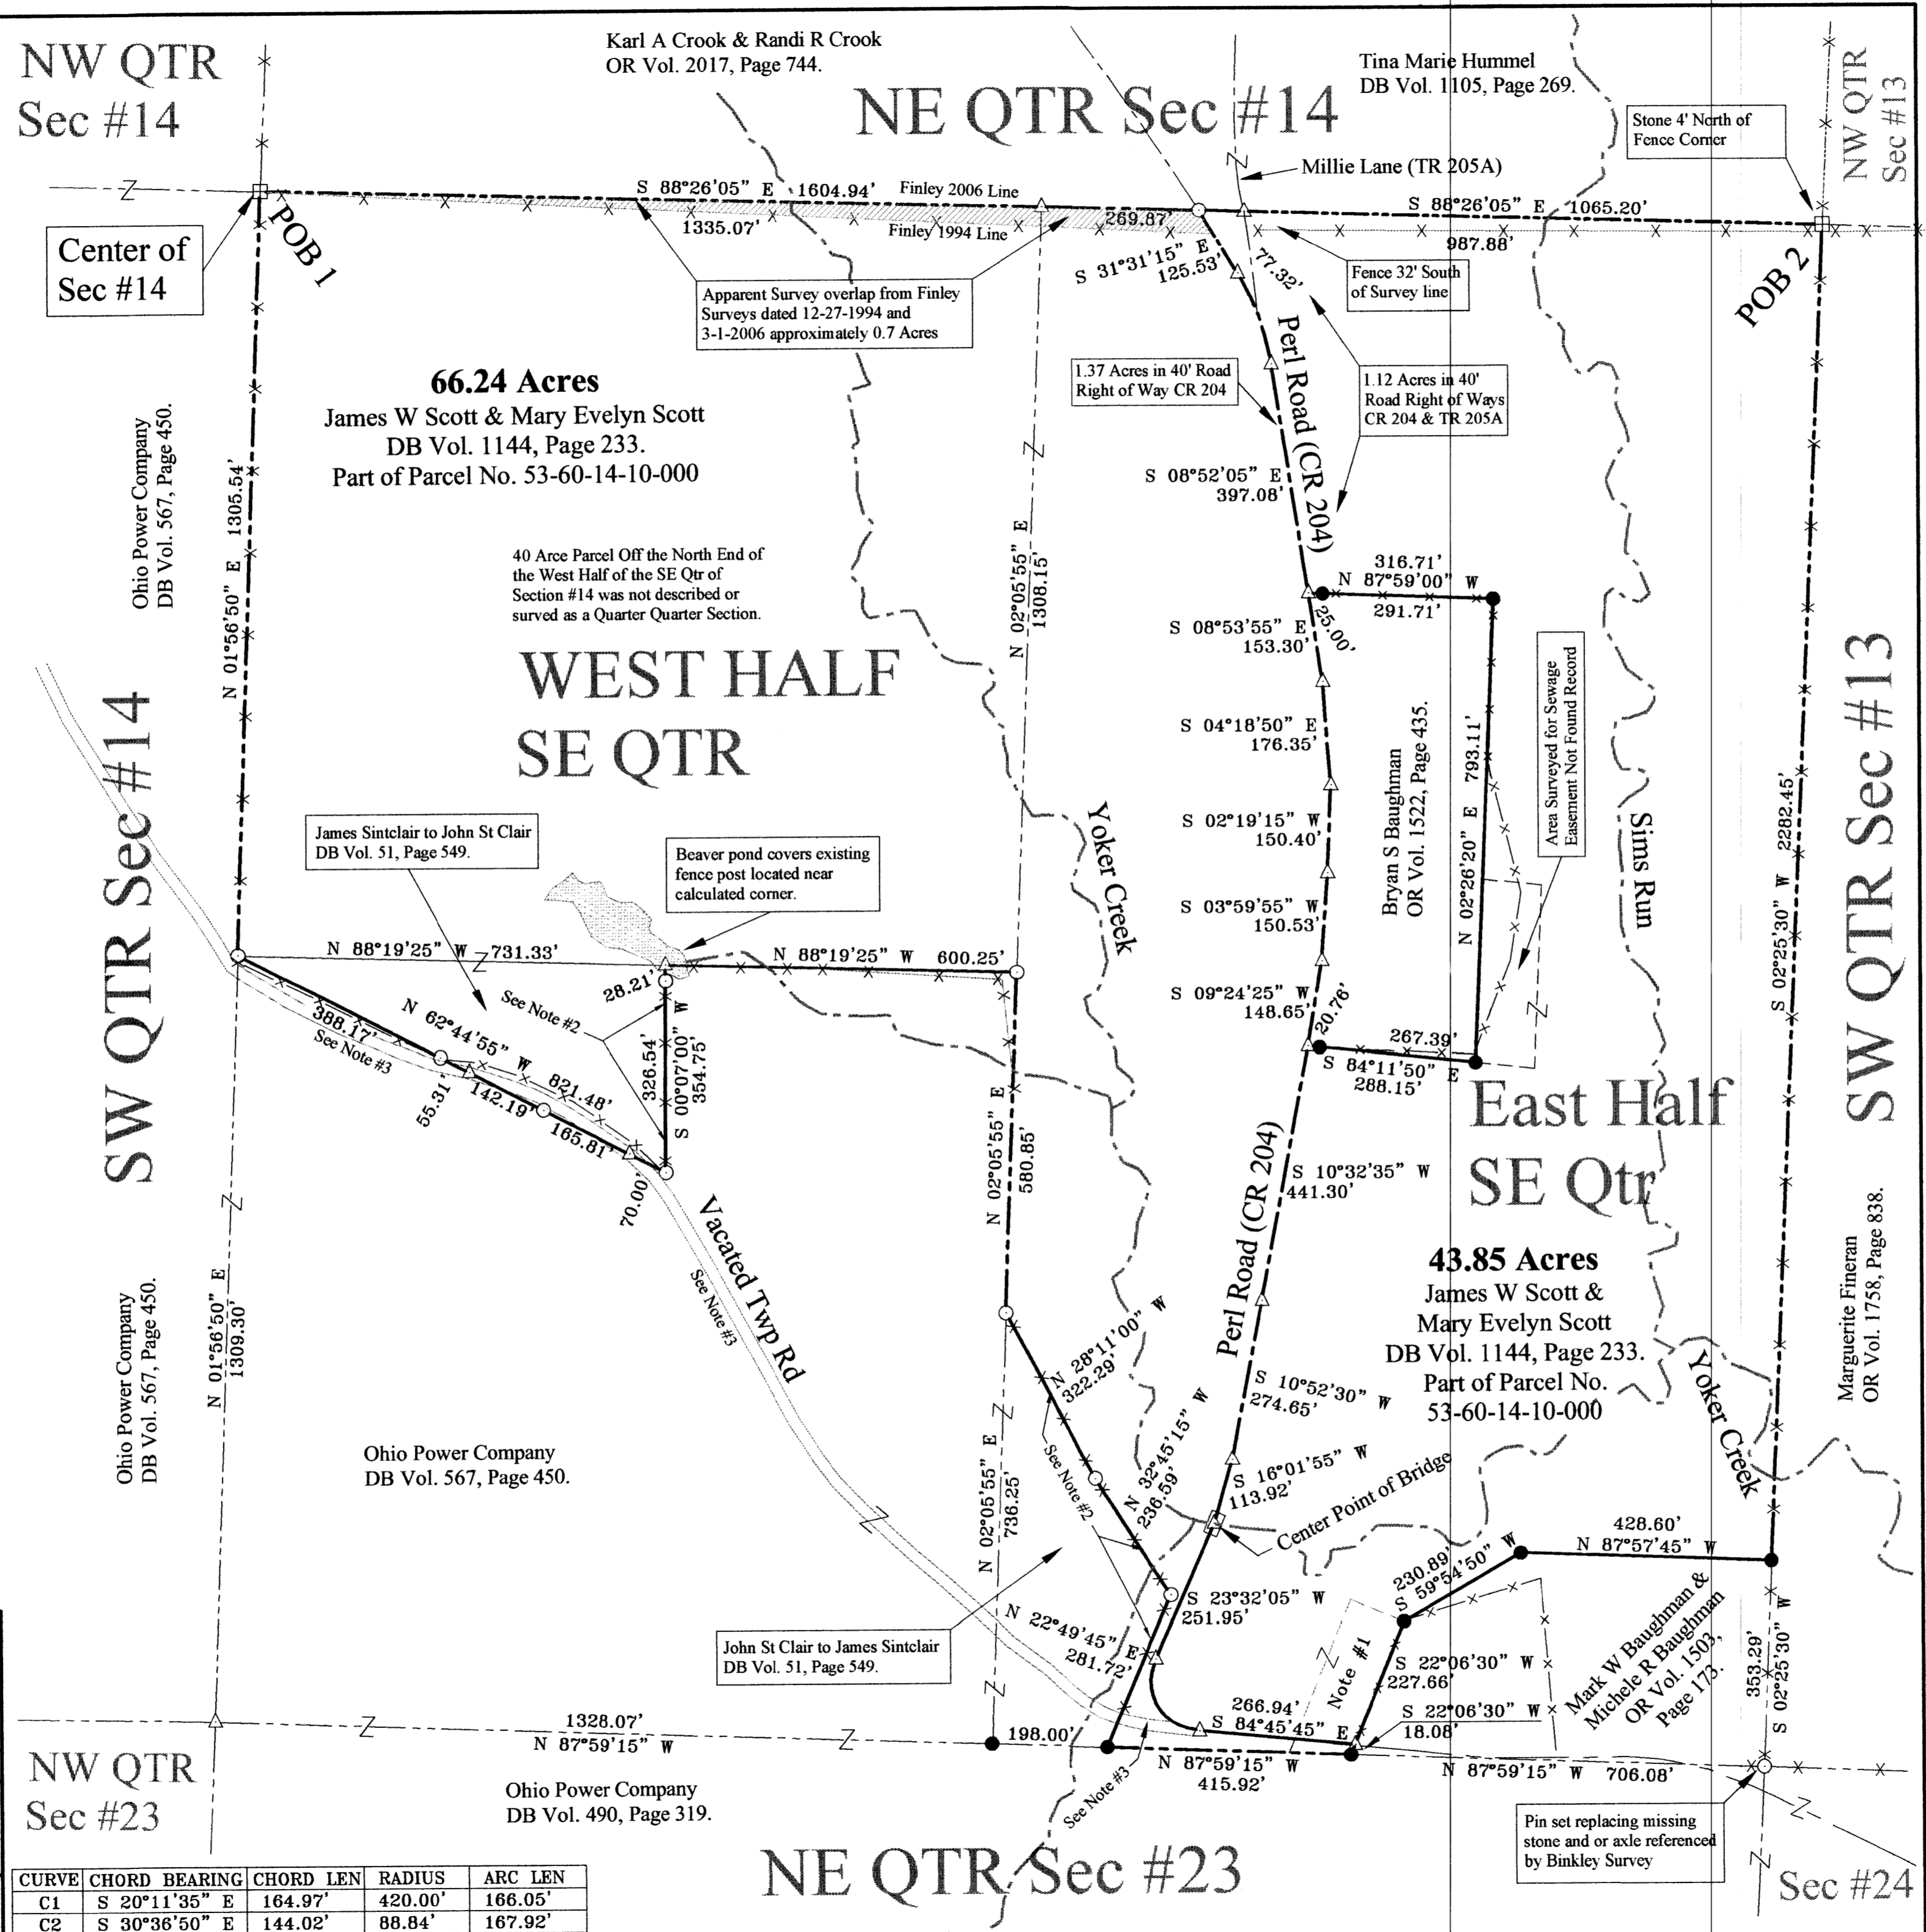 NW QTR
Sec #14
Karl A Crook & Randi R Crook
OR Vol. 2017, Page 744.
NE QTR Sec #14
Tina Marie Hummel
DB Vol. 1105, Page 269.
Stone 4' North of
Fence Corner
NW QTR
Sec #13
Millie Lane (TR 205A)
S 88°26'05" E 1604.94'
Finley 2006 Line
1335.07'
Finley 1994 Line
269.87'
S 88°26'05" E 1065.20'
987.88'
Center of
Sec #14
POB 1
POB 2
S 31°31'15" E
125.53'
77.32'
Fence 32' South
of Survey line
Apparent Survey overlap from Finley
Surveys dated 12-27-1994 and
3-1-2006 approximately 0.7 Acres
66.24 Acres
James W Scott & Mary Evelyn Scott
DB Vol. 1144, Page 233.
Part of Parcel No. 53-60-14-10-000
1.37 Acres in 40' Road
Right of Way CR 204
Perl Road (CR 204)
1.12 Acres in 40'
Road Right of Ways
CR 204 & TR 205A
Ohio Power Company
DB Vol. 567, Page 450.
N 01°56'50" E 1305.54'
S 08°52'05" E
397.08'
40 Arce Parcel Off the North End of
the West Half of the SE Qtr of
Section #14 was not described or
surved as a Quarter Quarter Section.
N 02°05'55" E
1308.15'
316.71'
N 87°59'00" W
291.71'
25.00'
S 08°53'55" E
153.30'
WEST HALF
SE QTR
SW QTR Sec #14
SW QTR Sec #13
S 04°18'50" E
176.35'
Bryan S Baughman
OR Vol. 1522, Page 435.
N 02°26'20" E 793.11'
Area Surveyed for Sewage
Easement Not Found Record
Sims Run
S 02°25'30" W 2282.45'
S 02°19'15" W
150.40'
S 03°59'55" W
150.53'
Yoker Creek
James Sintclair to John St Clair
DB Vol. 51, Page 549.
Beaver pond covers existing
fence post located near
calculated corner.
N 88°19'25" W 731.33'
N 88°19'25" W 600.25'
28.21'
See Note #2
326.54'
S 00°07'00" W
354.75'
388.17'
N 62°44'55" W
821.48'
See Note #3
55.31'
142.19'
165.81'
70.00'
S 09°24'25" W
148.65'
20.76'
267.39'
S 84°11'50" E
288.15'
East Half
SE Qtr
N 02°05'55" E
580.85'
S 10°32'35" W
441.30'
Perl Road (CR 204)
Vacated Twp Rd
See Note #3
43.85 Acres
James W Scott &
Mary Evelyn Scott
DB Vol. 1144, Page 233.
Part of Parcel No.
53-60-14-10-000
Marguerite Fineran
OR Vol. 1758, Page 838.
Ohio Power Company
DB Vol. 567, Page 450.
N 01°56'50" E
1309.30'
N 28°11'00" W
322.29'
S 10°52'30" W
274.65'
Yoker Creek
Ohio Power Company
DB Vol. 567, Page 450.
See Note #2
N 32°45'15" W
236.59'
S 16°01'55" W
113.92'
Center Point of Bridge
N 02°05'55" E
736.25'
428.60'
N 87°57'45" W
230.89'
S 59°54'50" W
S 23°32'05" W
251.95'
N 22°49'45" E
281.72'
John St Clair to James Sintclair
DB Vol. 51, Page 549.
Note #1
S 22°06'30" W
227.66'
S 22°06'30" W
18.08'
Mark W Baughman &
Michele R Baughman
OR Vol. 1503,
Page 173.
353.29'
S 02°25'30" W
266.94'
S 84°45'45" E
1328.07'
N 87°59'15" W
198.00'
N 87°59'15" W
415.92'
See Note #3
N 87°59'15" W 706.08'
NW QTR
Sec #23
Ohio Power Company
DB Vol. 490, Page 319.
NE QTR Sec #23
Pin set replacing missing
stone and or axle referenced
by Binkley Survey
Sec #24
CURVE CHORD BEARING CHORD LEN RADIUS ARC LEN
C1 S 20°11'35" E 164.97' 420.00' 166.05'
C2 S 30°36'50" E 144.02' 88.84' 167.92'